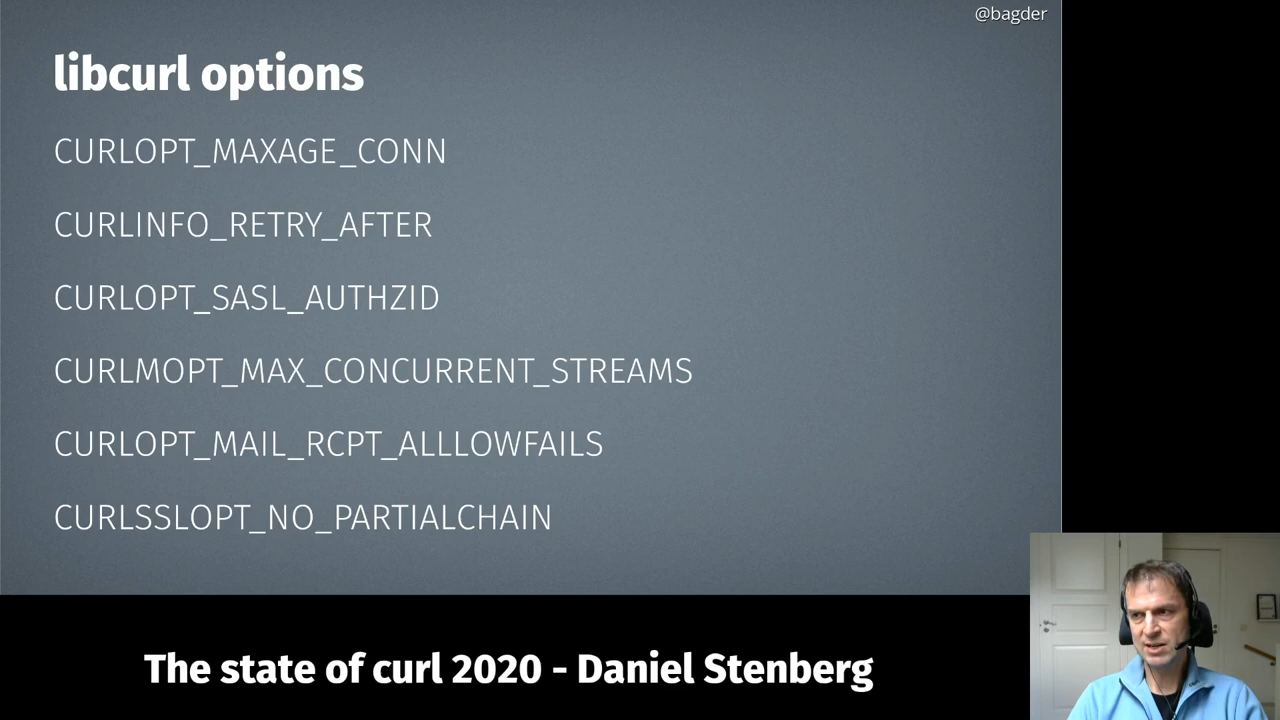 @bagder
libcurl options
CURLOPT_MAXAGE_CONN
CURLINFO_RETRY_AFTER
CURLOPT_SASL_AUTHZID
CURLMOPT_MAX_CONCURRENT_STREAMS
CURLOPT_MAIL_RCPT_ALLLOWFAILS
CURLSSLOPT_NO_PARTIALCHAIN
The state of curl 2020 - Daniel Stenberg